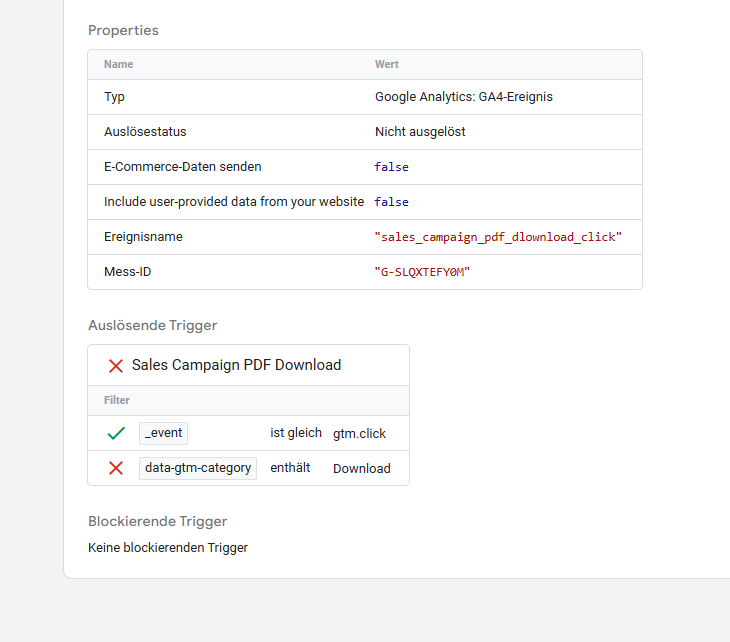 Properties
Name Wert
Typ Google Analytics: GA4-Ereignis
Auslösestatus Nicht ausgelöst
E-Commerce-Daten senden false
Include user-provided data from your website false
Ereignisname "sales_campaign_pdf_dlownload_click"
Mess-ID "G-SLQXTEFY0M"
Auslösende Trigger
Sales Campaign PDF Download
Filter
_event ist gleich gtm.click
data-gtm-category enthält Download
Blockierende Trigger
Keine blockierenden Trigger